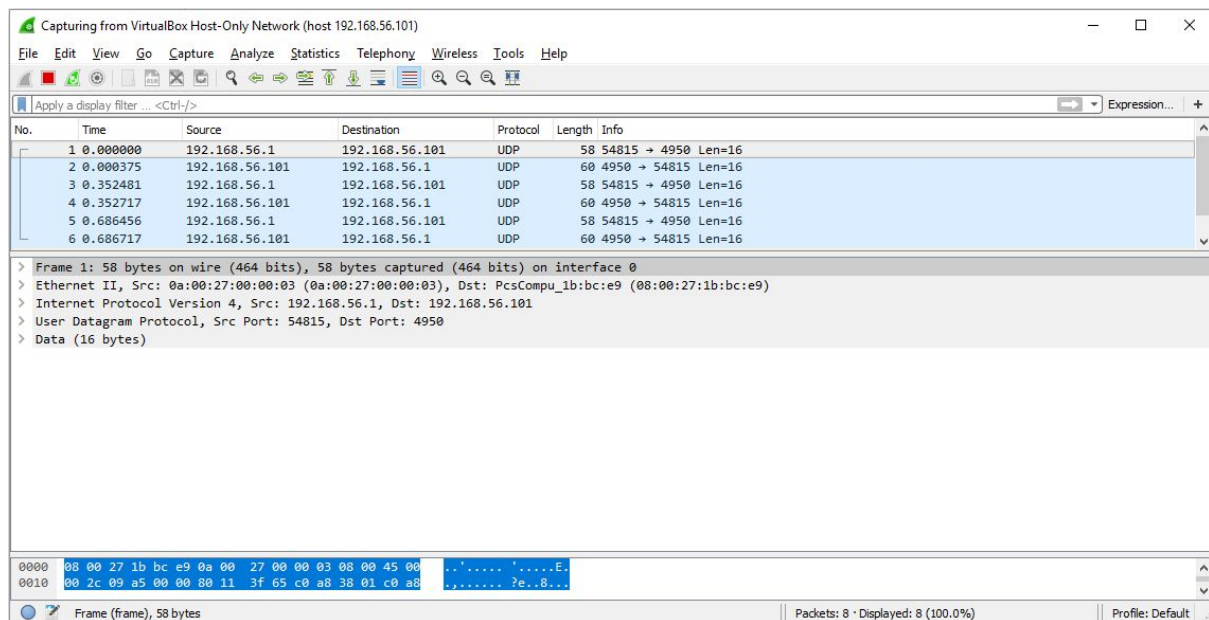 Capturing from VirtualBox Host-Only Network (host 192.168.56.101)
File Edit View Go Capture Analyze Statistics Telephony Wireless Tools Help
Apply a display filter ... <Ctrl-/> Expression... +
No. Time Source Destination Protocol Length Info
1 0.000000 192.168.56.1 192.168.56.101 UDP 58 54815 → 4950 Len=16
2 0.000375 192.168.56.101 192.168.56.1 UDP 60 4950 → 54815 Len=16
3 0.352481 192.168.56.1 192.168.56.101 UDP 58 54815 → 4950 Len=16
4 0.352717 192.168.56.101 192.168.56.1 UDP 60 4950 → 54815 Len=16
5 0.686456 192.168.56.1 192.168.56.101 UDP 58 54815 → 4950 Len=16
6 0.686717 192.168.56.101 192.168.56.1 UDP 60 4950 → 54815 Len=16
> Frame 1: 58 bytes on wire (464 bits), 58 bytes captured (464 bits) on interface 0
> Ethernet II, Src: 0a:00:27:00:00:03 (0a:00:27:00:00:03), Dst: PcsCompu_1b:bc:e9 (08:00:27:1b:bc:e9)
> Internet Protocol Version 4, Src: 192.168.56.1, Dst: 192.168.56.101
> User Datagram Protocol, Src Port: 54815, Dst Port: 4950
> Data (16 bytes)
0000 08 00 27 1b bc e9 0a 00 27 00 00 03 08 00 45 00 ..'..... '.....E.
0010 00 2c 09 a5 00 00 80 11 3f 65 c0 a8 38 01 c0 a8 .,...... ?e..8...
Frame (frame), 58 bytes Packets: 8 · Displayed: 8 (100.0%) Profile: Default